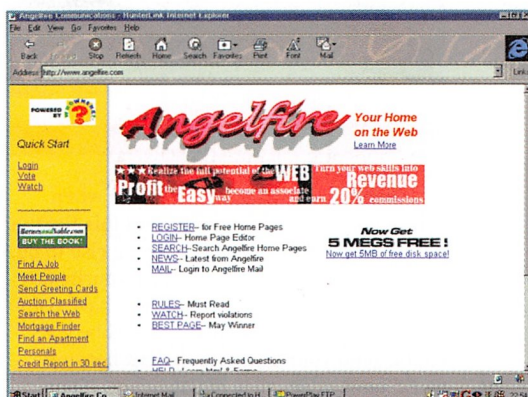 Angelfire Communications - HunterLink Internet Explorer
File Edit View Go Favorites Help
Back Stop Refresh Home Search Favorites Print Font Mail
Address http://www.angelfire.com Links
POWERED BY
Quick Start
Login
Vote
Watch
BarnesandNoble.com
BUY THE BOOK!
Find A Job
Meet People
Send Greeting Cards
Auction Classified
Search the Web
Mortgage Finder
Find an Apartment
Personals
Credit Report in 30 sec.
Angelfire
Your Home
on the Web
Learn More
Realize the full potential of the WEB Turn your web skills into
Profit the Easy way become an associate and earn 20% commissions Revenue
REGISTER– for Free Home Pages
LOGIN– Home Page Editor
SEARCH–Search Angelfire Home Pages
NEWS– Latest from Angelfire
MAIL– Login to Angelfire Mail
Now Get
5 MEGS FREE!
Now get 5MB of free disk space!
RULES– Must Read
WATCH– Report violations
BEST PAGE– May Winner
FAQ– Frequently Asked Questions
HELP– Learn html & Forms
Start Angelfire Co... Internet Mail Connected to H... PowerPlay FTP